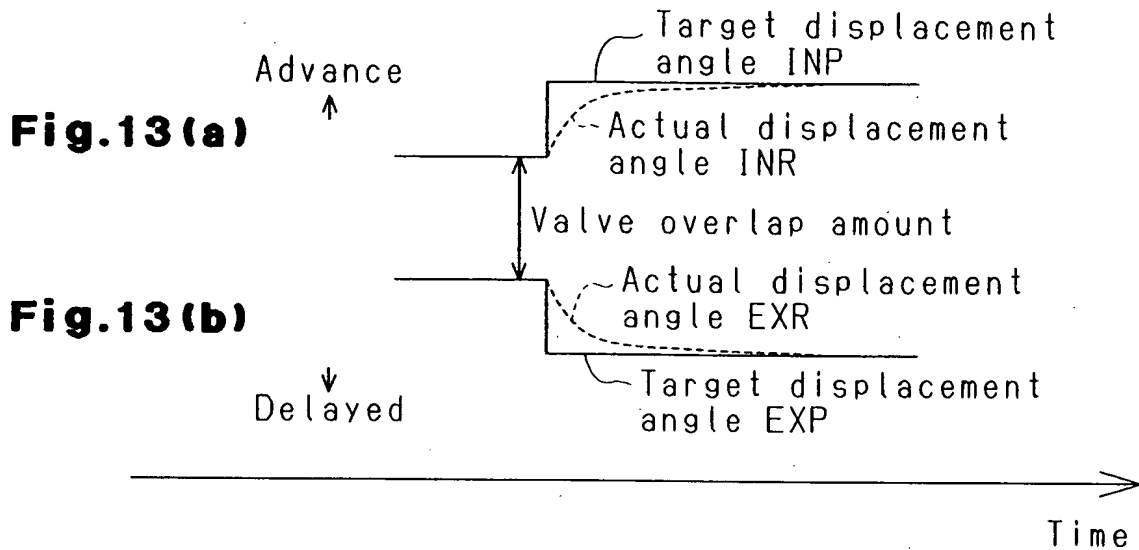 Target displacement
angle INP
Advance
Fig.13(a)
Actual displacement
angle INR
Valve overlap amount
Actual displacement
angle EXR
Fig.13(b)
Target displacement
angle EXP
Delayed
Time